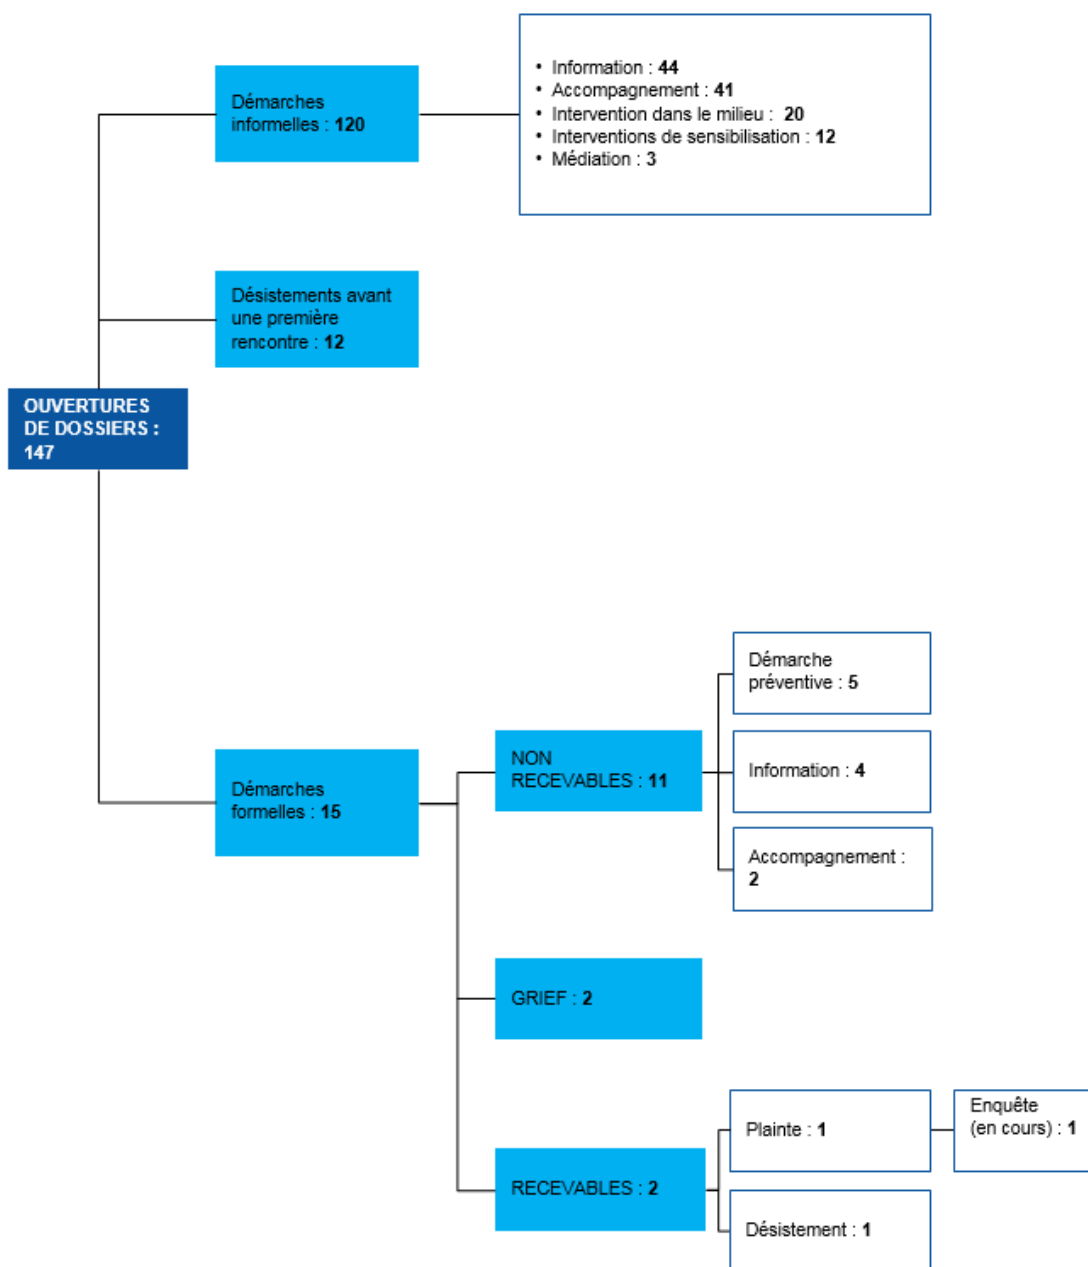 Démarches
informelles : 120
• Information : 44
• Accompagnement : 41
• Intervention dans le milieu :  20
• Interventions de sensibilisation : 12
• Médiation : 3
Désistements avant
une première
rencontre : 12
OUVERTURES
DE DOSSIERS :
147
Démarches
formelles : 15
NON
RECEVABLES : 11
Démarche
préventive : 5
Information : 4
Accompagnement :
2
GRIEF : 2
RECEVABLES : 2
Plainte : 1
Enquête
(en cours) : 1
Désistement : 1